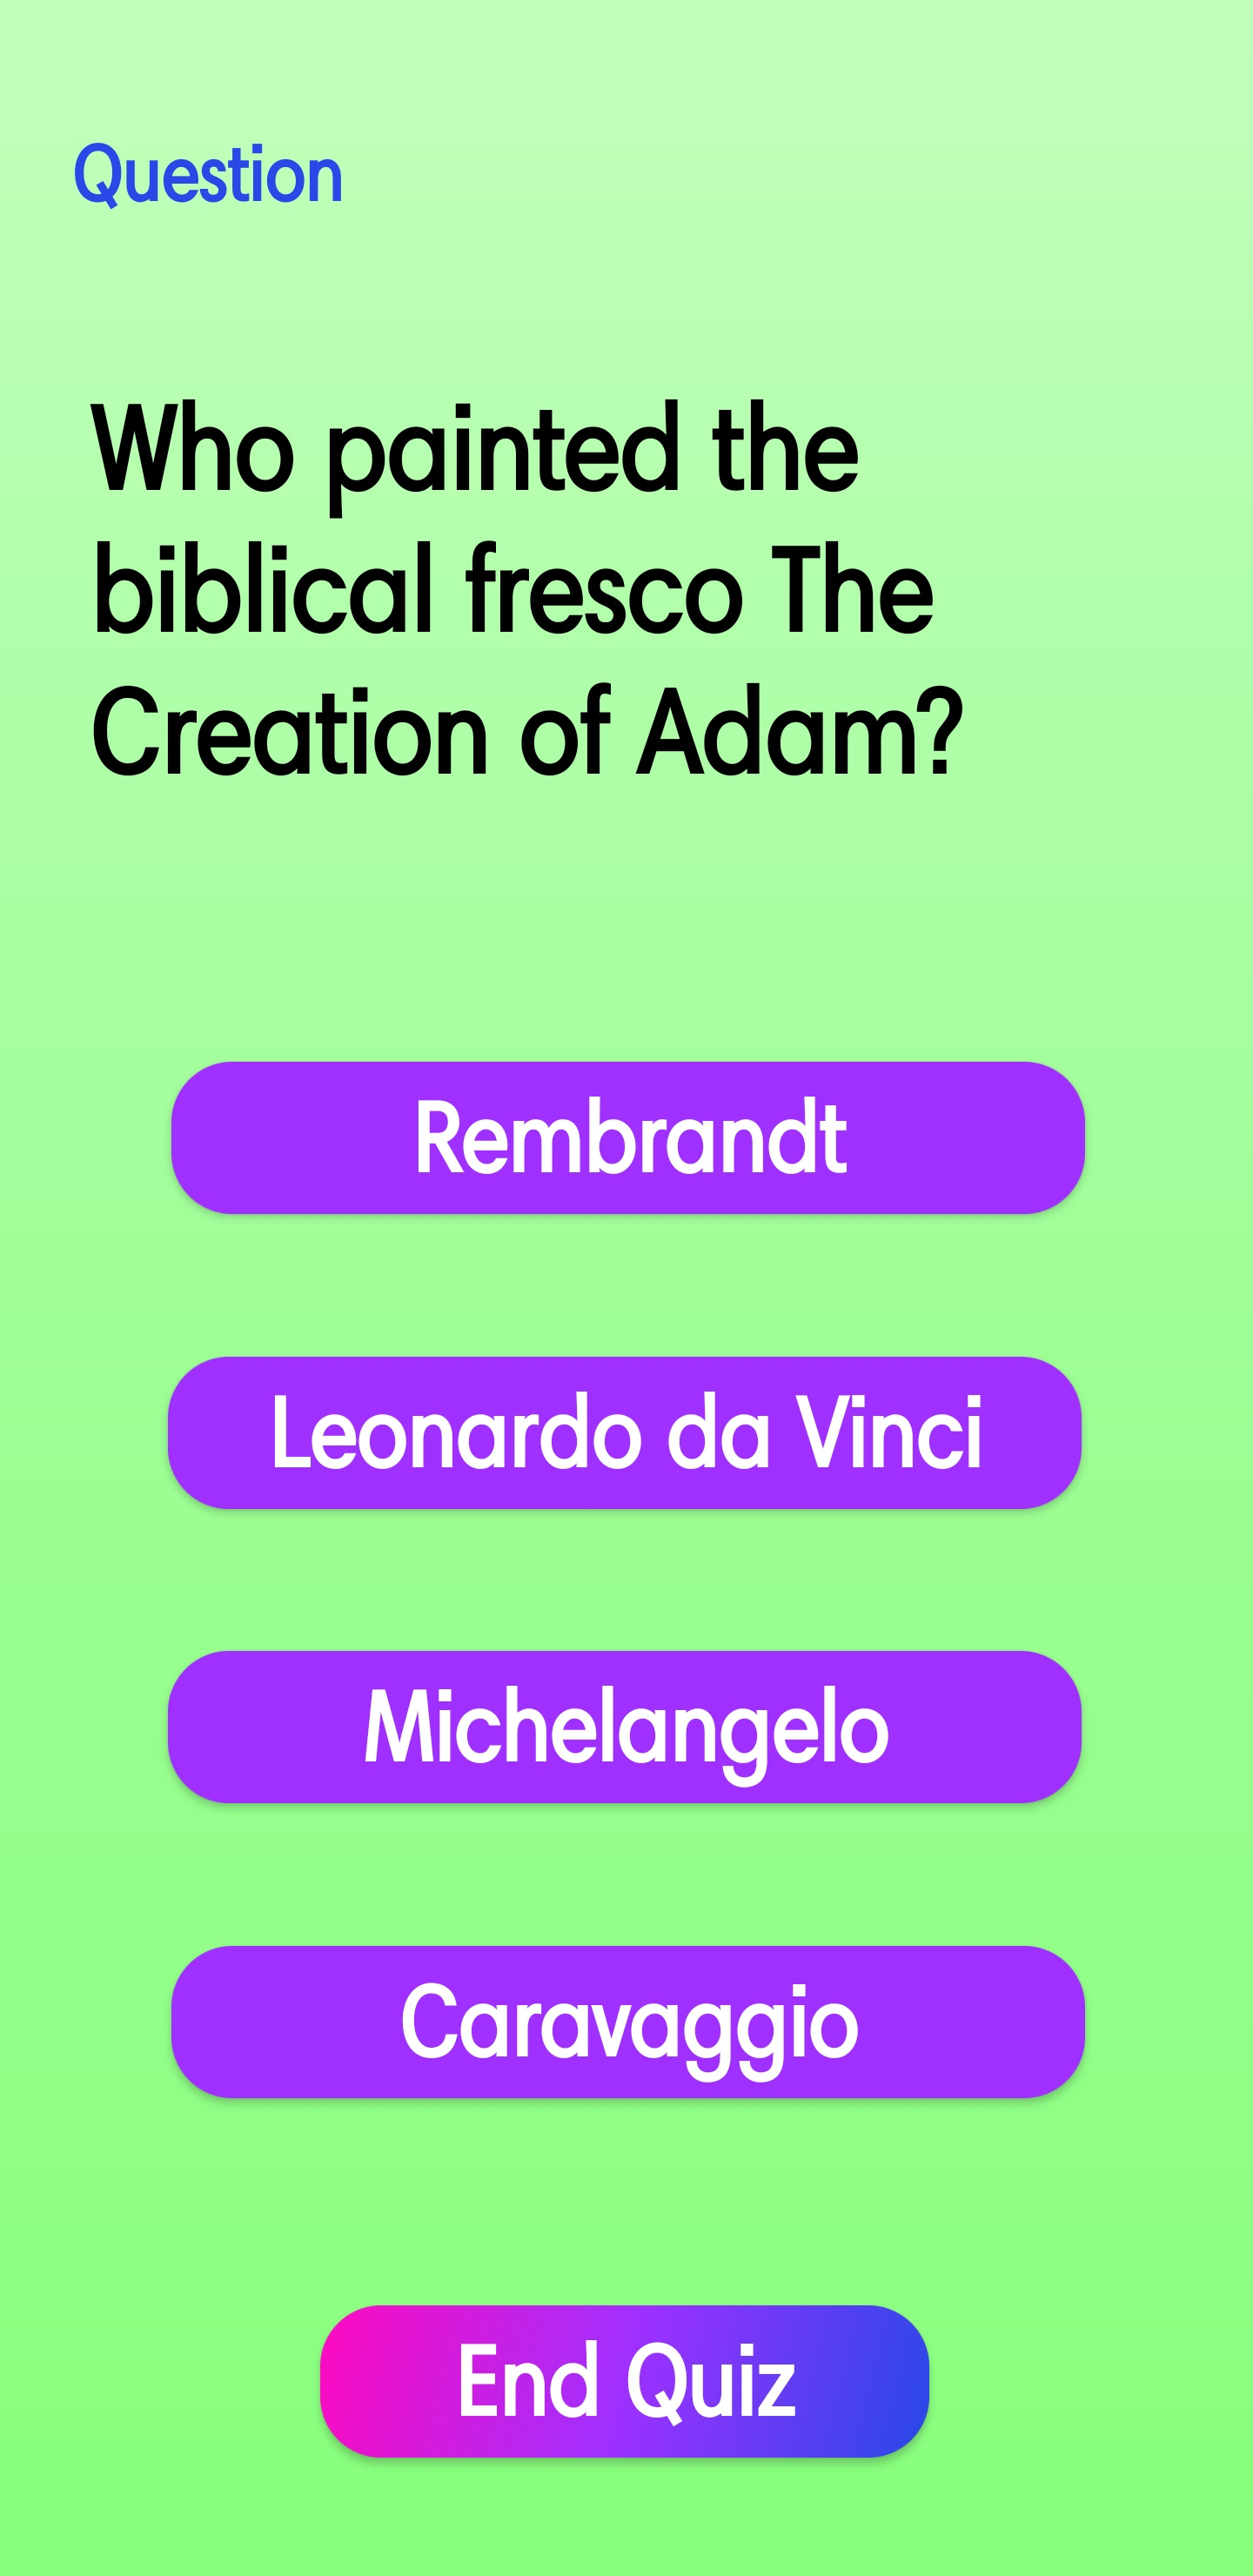 Question
Who painted the
biblical fresco The
Creation of Adam?
Rembrandt
Leonardo da Vinci
Michelangelo
Caravaggio
End Quiz